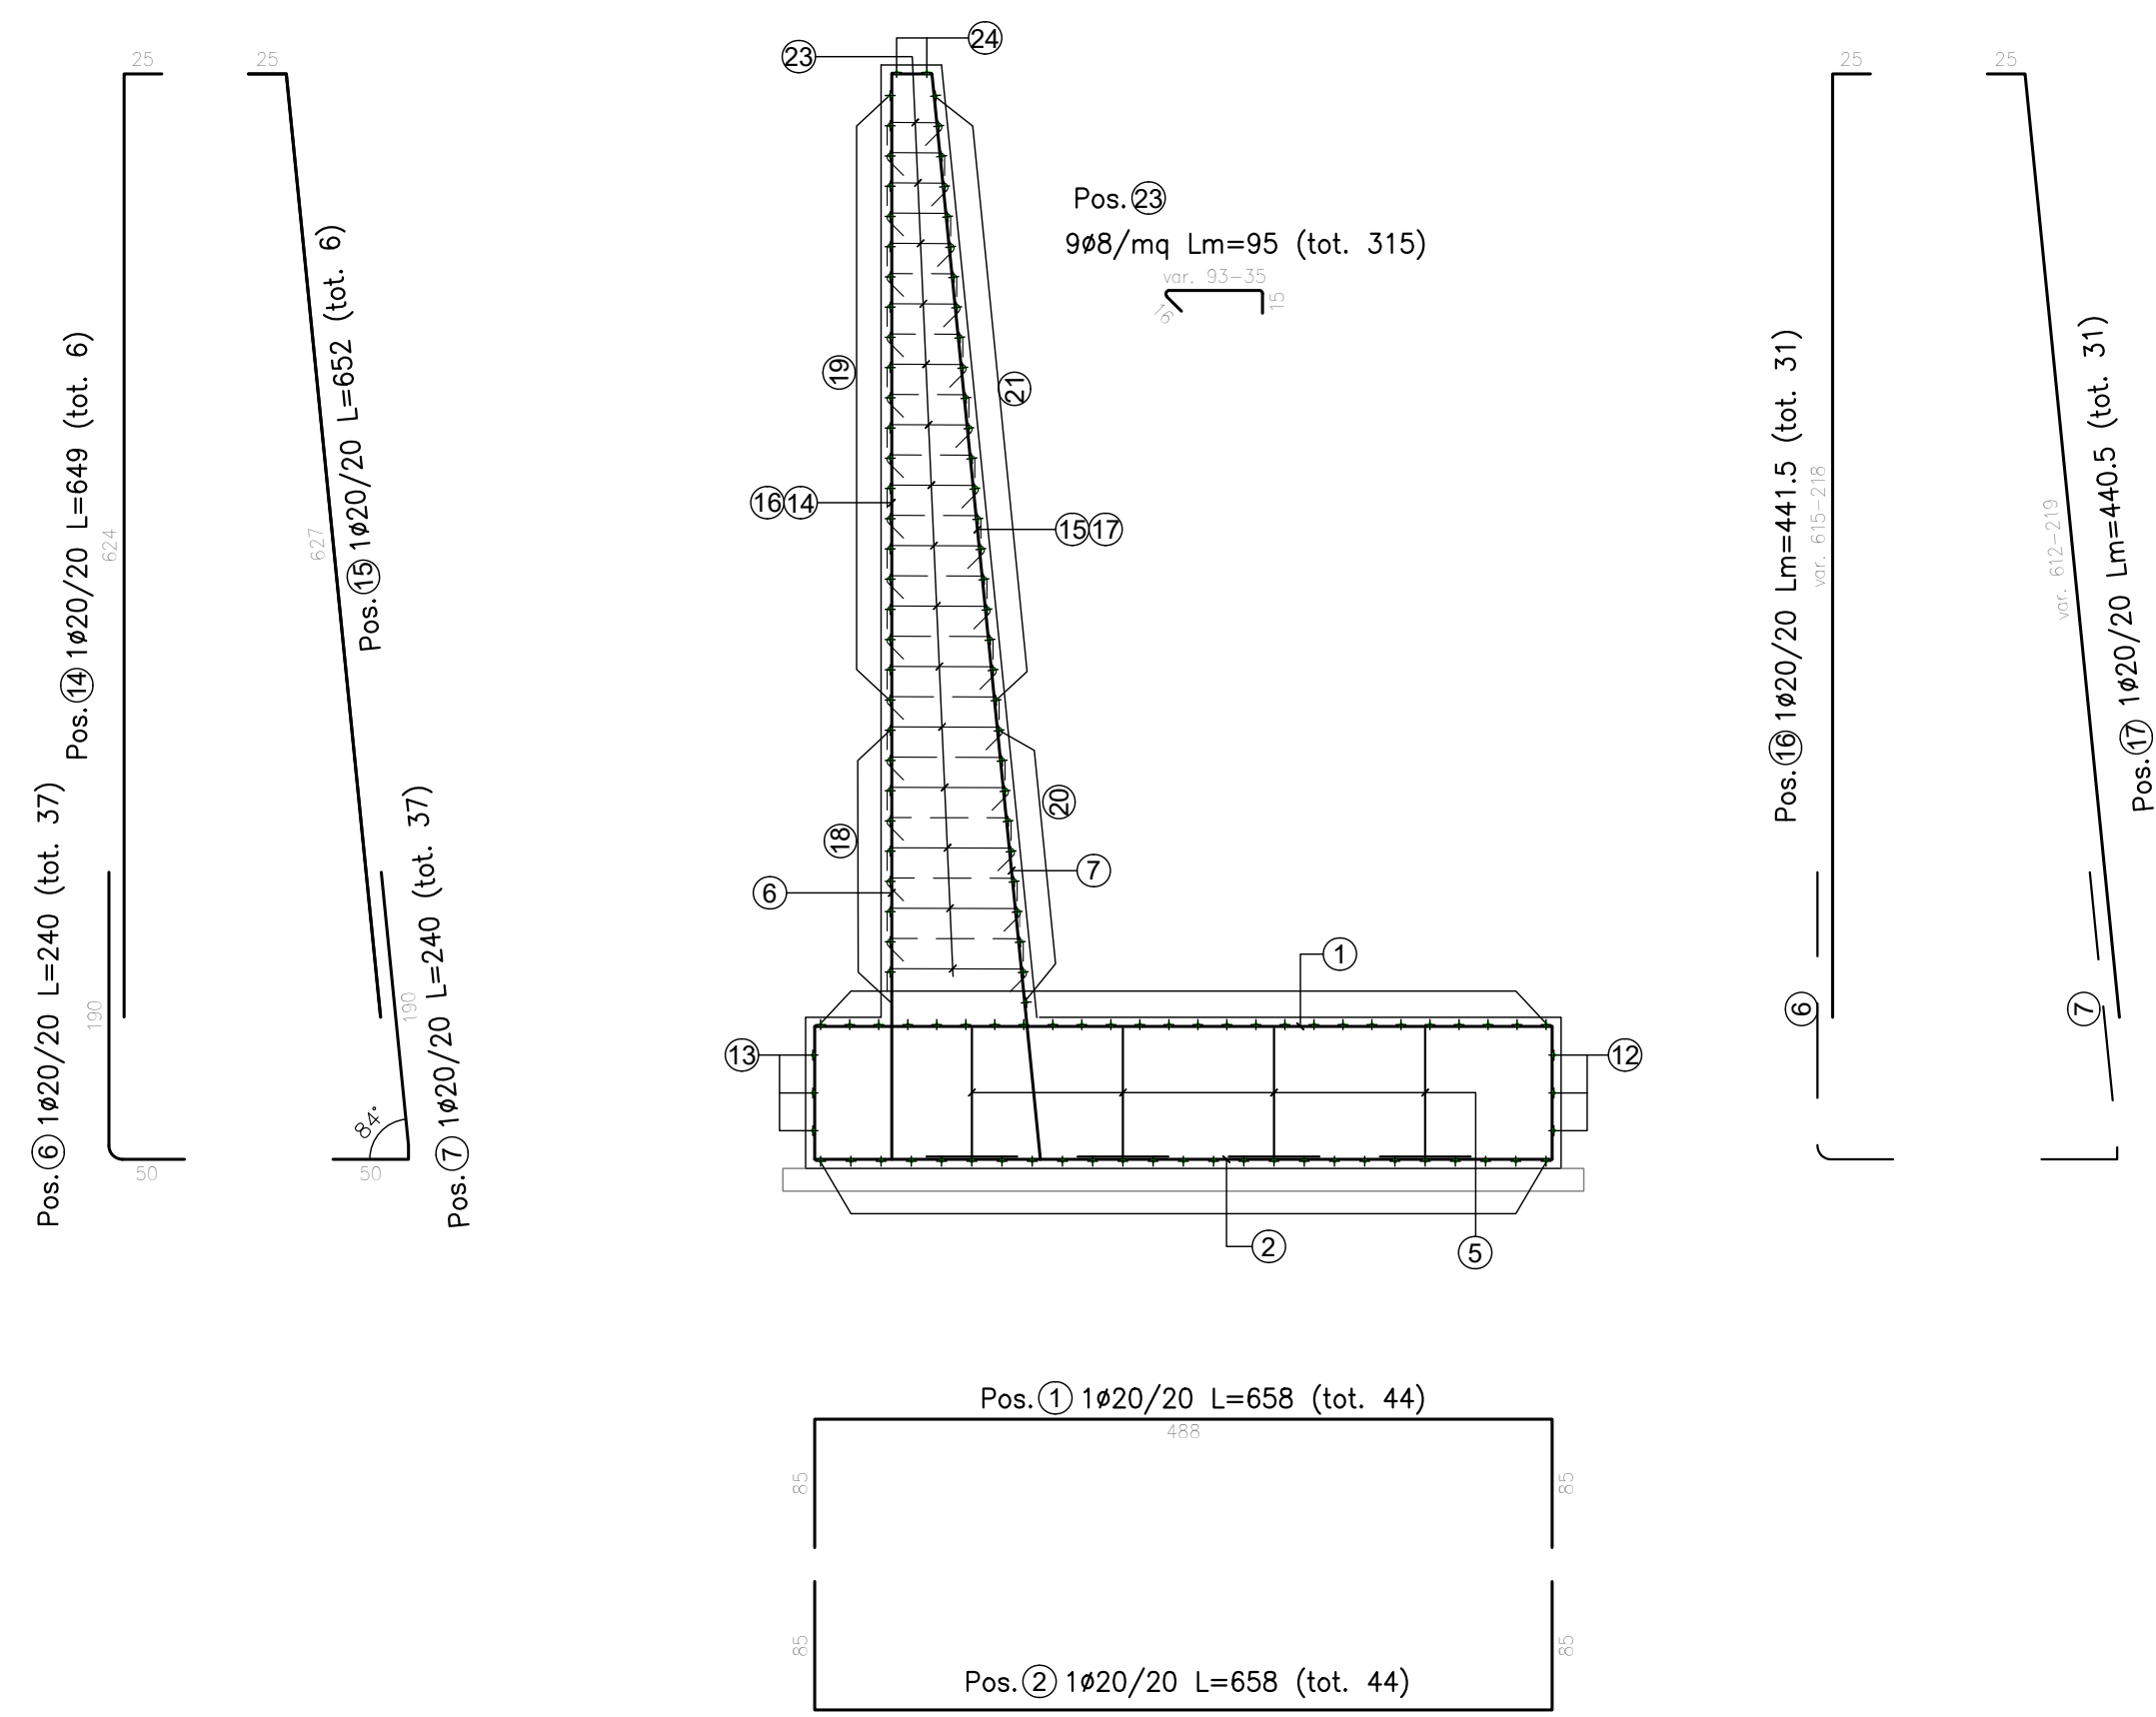 25
25
25
25
23
24
Pos. 23
9ø8/mq Lm=95 (tot. 315)
var. 93-35
16
15
19
21
16 14
15 17
18
20
6
7
1
13
12
2
5
Pos. 14 1ø20/20 L=649 (tot. 6)
624
Pos. 15 1ø20/20 L=652 (tot. 6)
627
Pos. 6 1ø20/20 L=240 (tot. 37)
190
50
Pos. 7 1ø20/20 L=240 (tot. 37)
190
84°
50
Pos. 16 1ø20/20 Lm=441.5 (tot. 31)
var. 615-218
Pos. 17 1ø20/20 Lm=440.5 (tot. 31)
var. 612-219
6
7
Pos. 1 1ø20/20 L=658 (tot. 44)
488
85
85
85
85
Pos. 2 1ø20/20 L=658 (tot. 44)